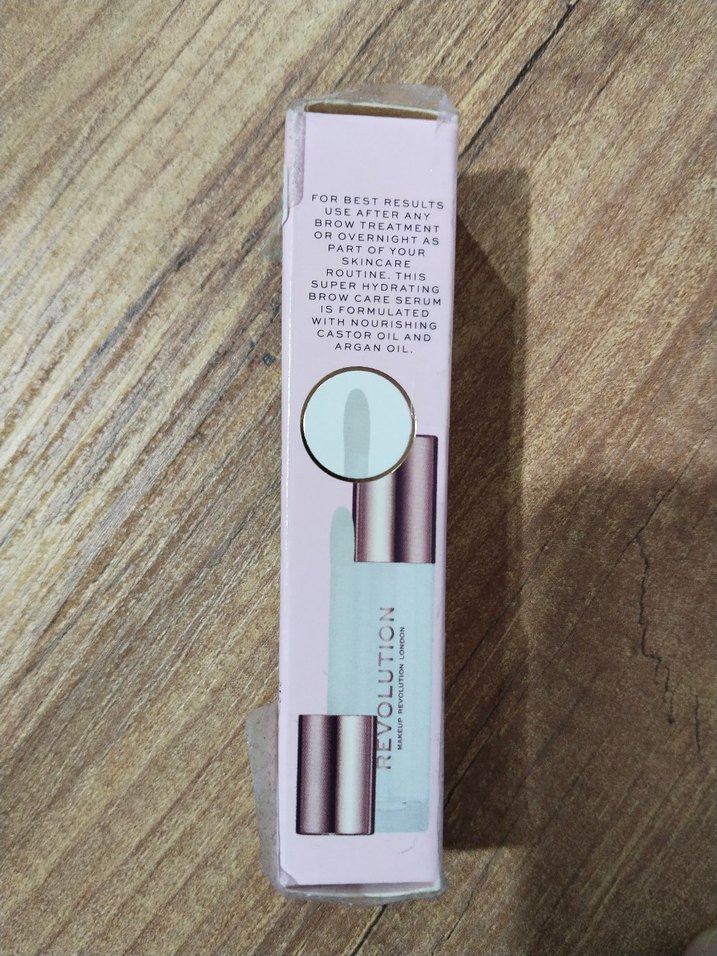 FOR BEST RESULTS
USE AFTER ANY
BROW TREATMENT
OR OVERNIGHT AS
PART OF YOUR
SKINCARE
ROUTINE. THIS
SUPER HYDRATING
BROW CARE SERUM
IS FORMULATED
WITH NOURISHING
CASTOR OIL AND
ARGAN OIL.
REVOLUTION
MAKEUP REVOLUTION LONDON